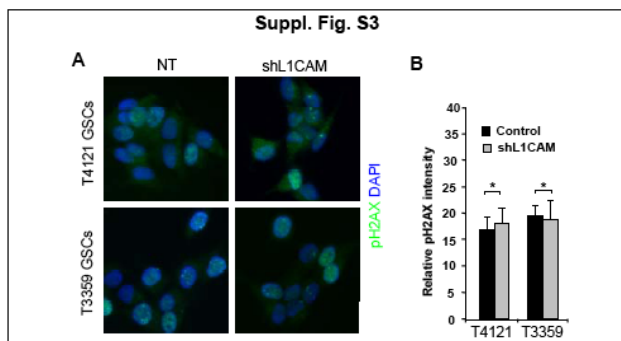 Suppl. Fig. S3
A
NT
shL1CAM
T4121 GSCs
T3359 GSCs
pH2AX DAPI
B
Relative pH2AX intensity
40
35
30
25
20
15
10
5
0
Control
shL1CAM
*
*
T4121
T3359